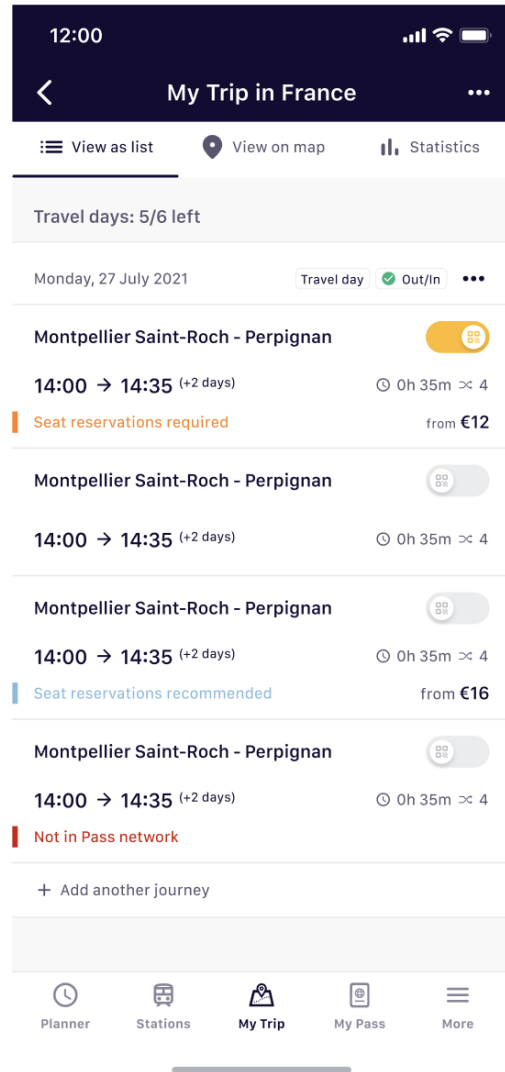 12:00
My Trip in France
View as list View on map Statistics
Travel days: 5/6 left
Monday, 27 July 2021 Travel day Out/In
Montpellier Saint-Roch - Perpignan
14:00 → 14:35 (+2 days) 0h 35m 4
Seat reservations required from €12
Montpellier Saint-Roch - Perpignan
14:00 → 14:35 (+2 days) 0h 35m 4
Montpellier Saint-Roch - Perpignan
14:00 → 14:35 (+2 days) 0h 35m 4
Seat reservations recommended from €16
Montpellier Saint-Roch - Perpignan
14:00 → 14:35 (+2 days) 0h 35m 4
Not in Pass network
+ Add another journey
Planner Stations My Trip My Pass More